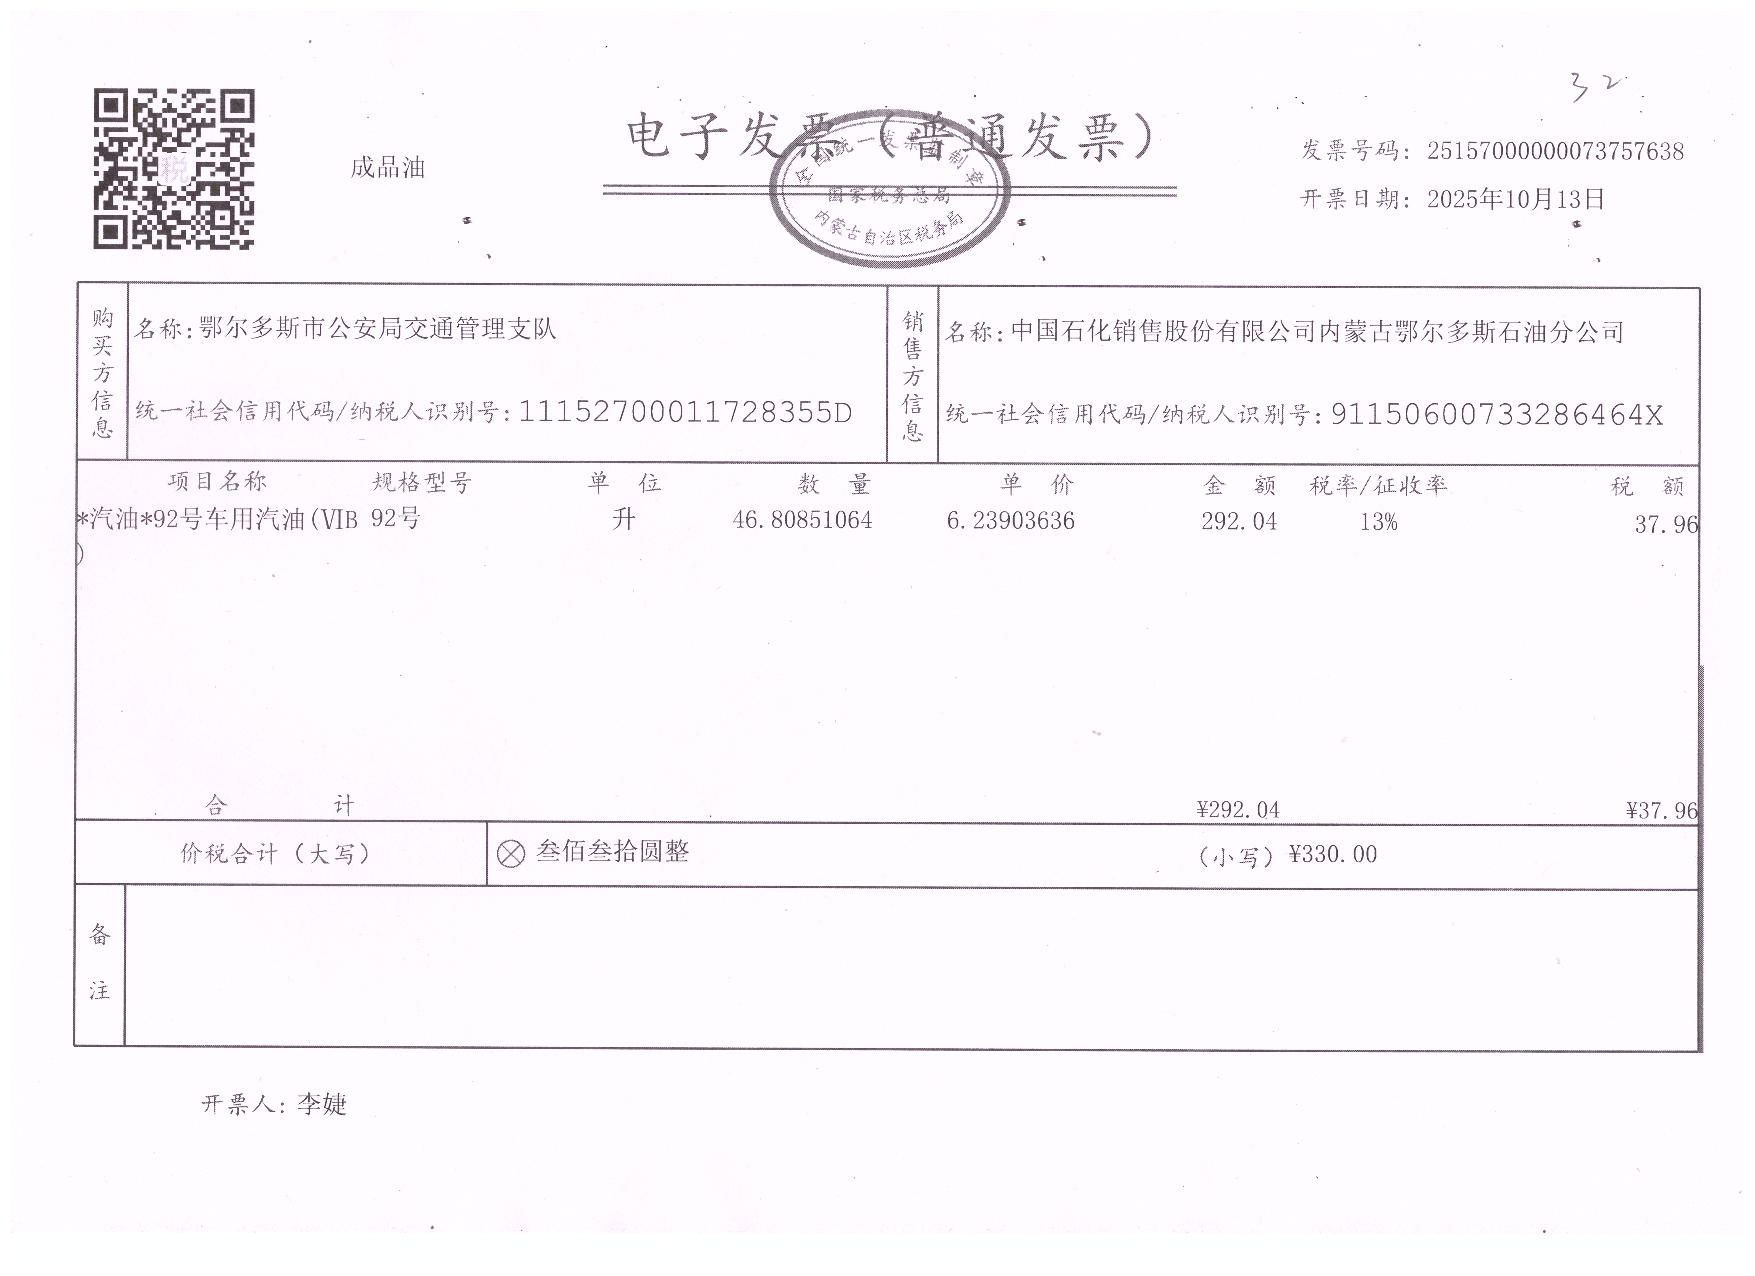 32
电子发票（普通发票）
全国统一发票监制章
国家税务总局
内蒙古自治区税务局
税
成品油
发票号码: 25157000000073757638
开票日期: 2025年10月13日
购买方信息
名称:鄂尔多斯市公安局交通管理支队
统一社会信用代码/纳税人识别号:11152700011728355D
销售方信息
名称:中国石化销售股份有限公司内蒙古鄂尔多斯石油分公司
统一社会信用代码/纳税人识别号:91150600733286464X
项目名称 规格型号 单 位 数 量 单 价 金 额 税率/征收率 税 额
*汽油*92号车用汽油(VIB 92号 升 46.80851064 6.23903636 292.04 13% 37.96
)
合 计 ¥292.04 ¥37.96
价税合计（大写） 叁佰叁拾圆整 （小写）¥330.00
备注
开票人: 李婕